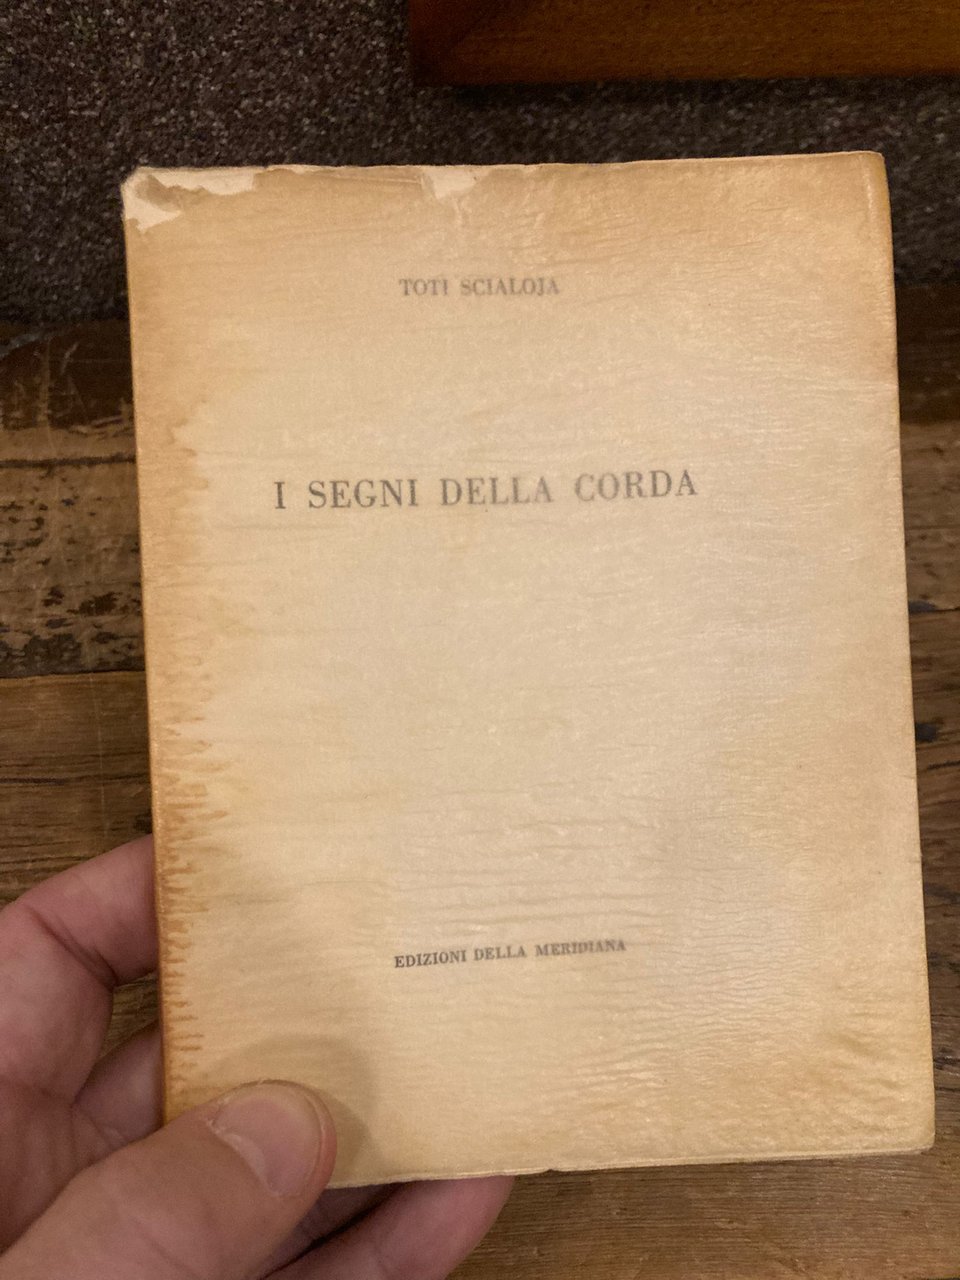 TOTI SCIALOJA
I SEGNI DELLA CORDA
EDIZIONI DELLA MERIDIANA